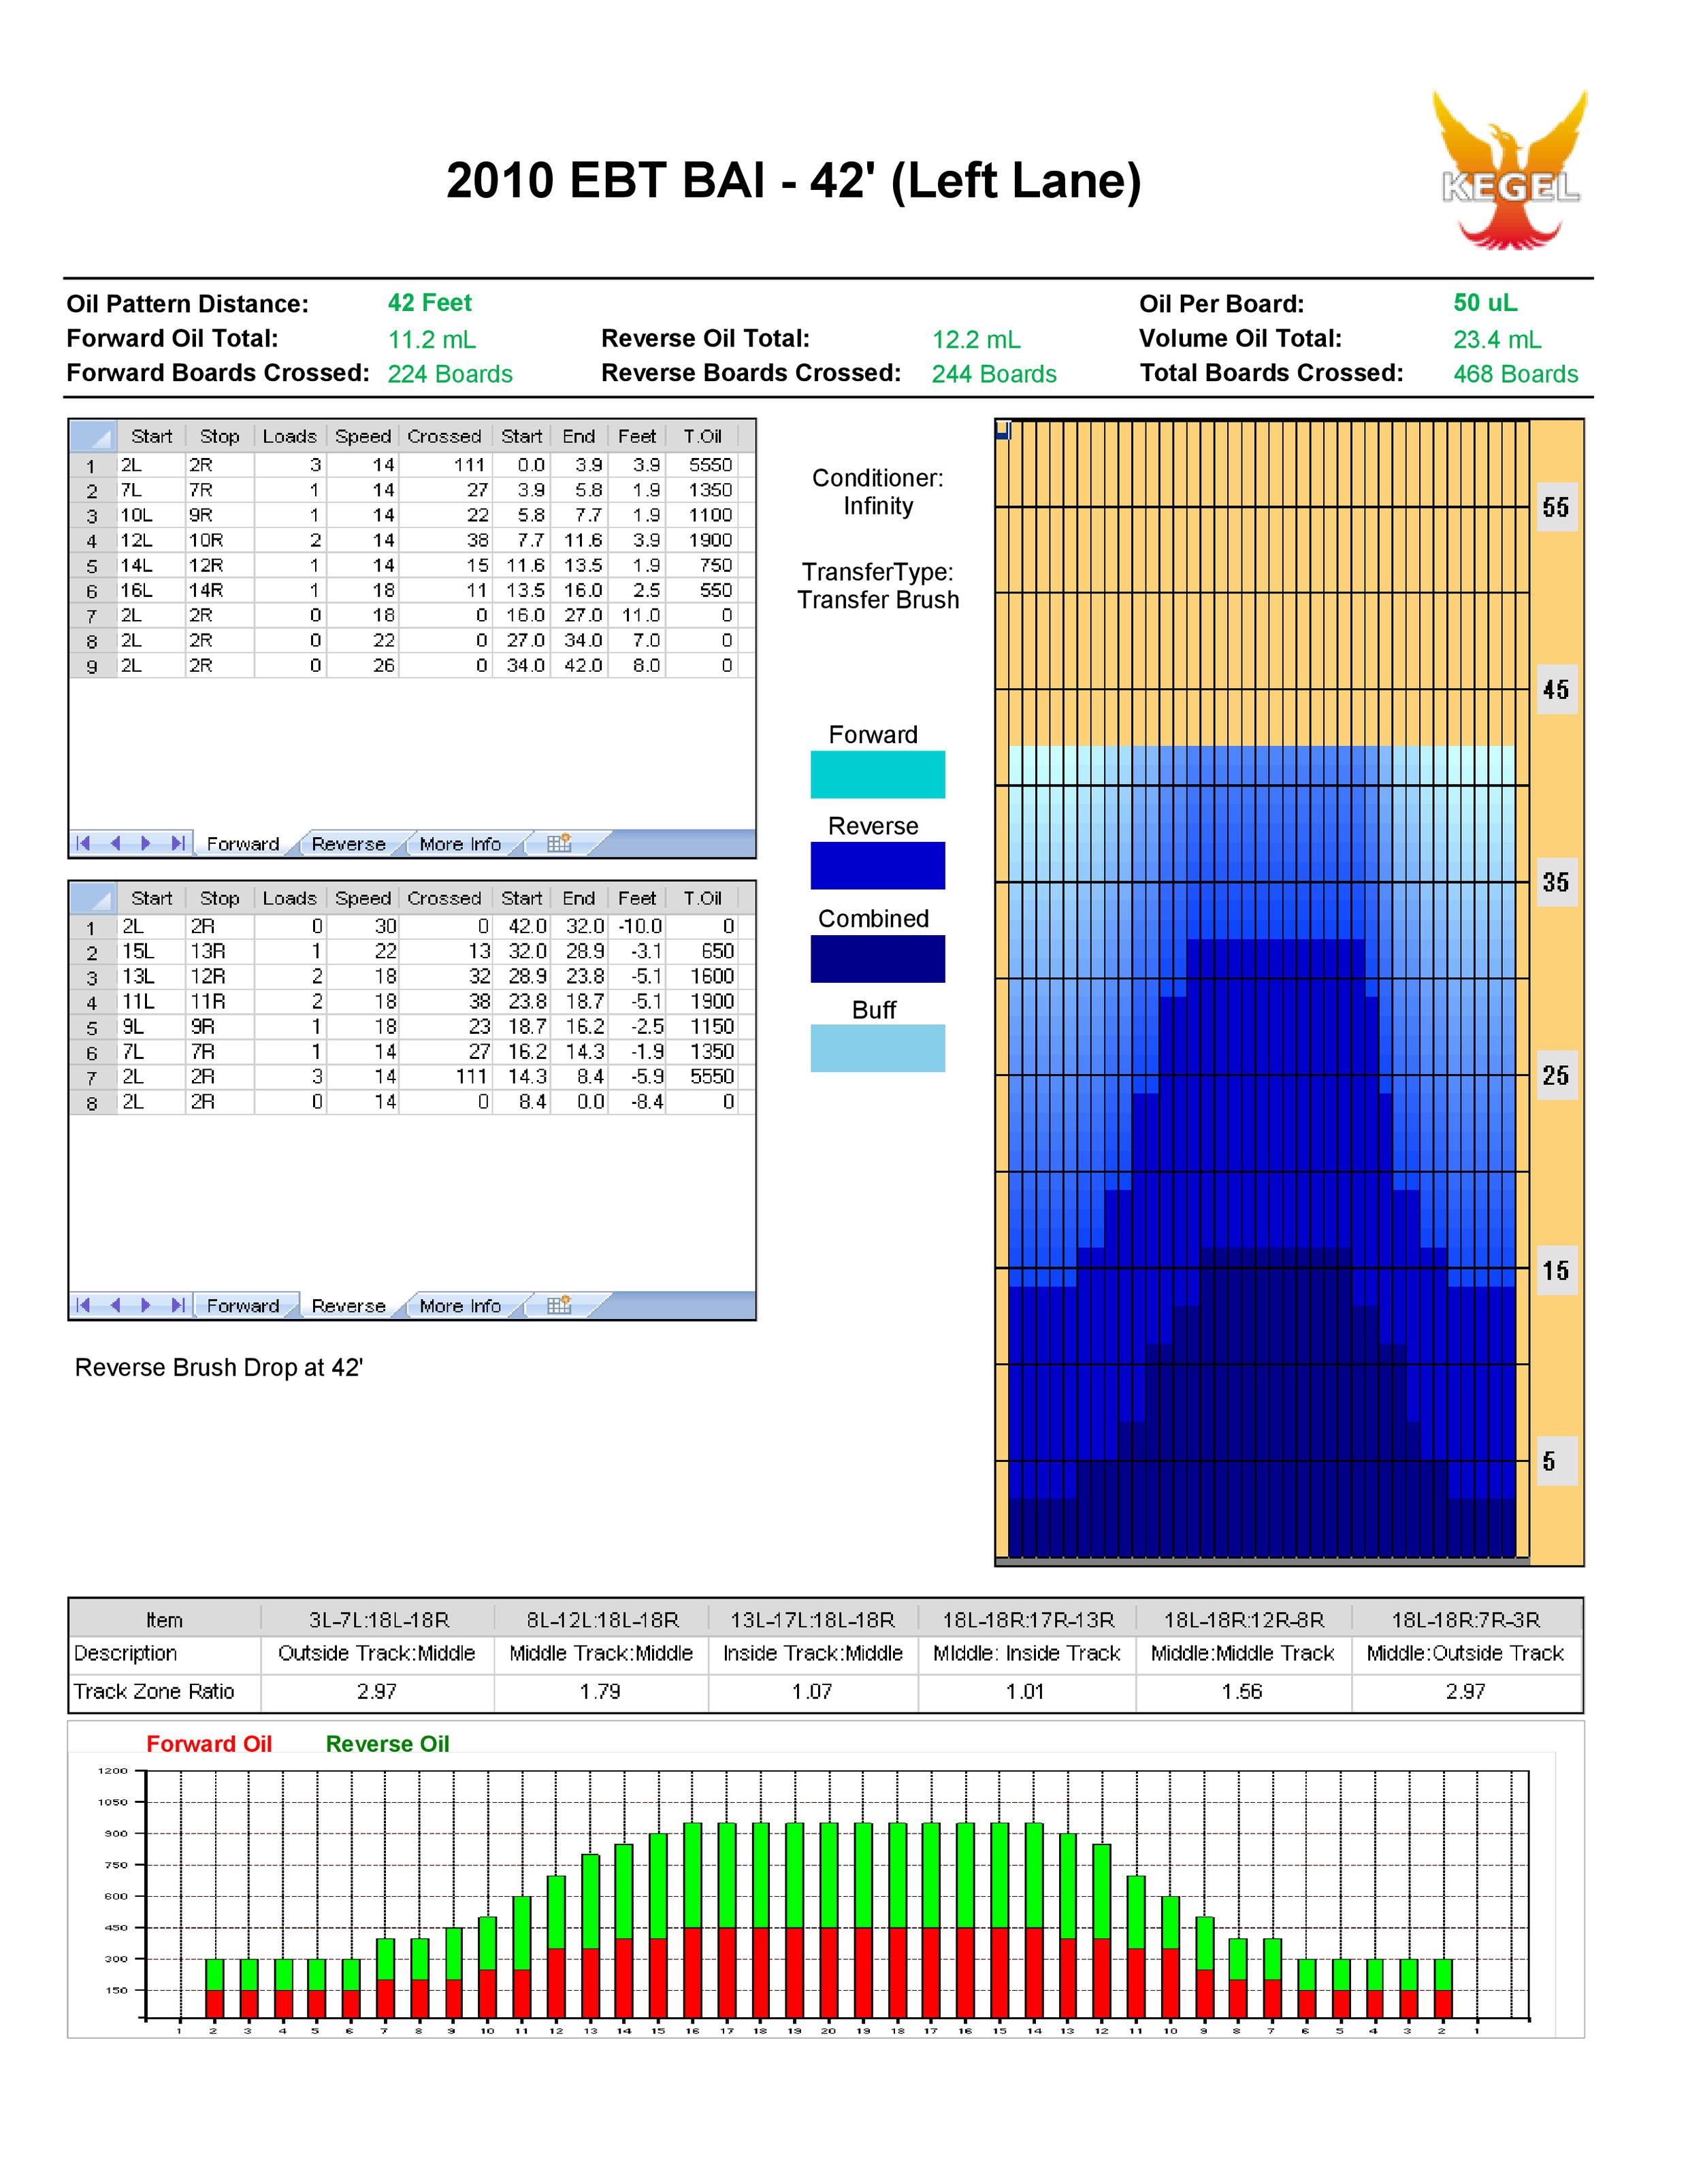 2010 EBT BAI - 42' (Left Lane)
KEGEL
Oil Pattern Distance: 42 Feet Oil Per Board: 50 uL
Forward Oil Total: 11.2 mL Reverse Oil Total: 12.2 mL Volume Oil Total: 23.4 mL
Forward Boards Crossed: 224 Boards Reverse Boards Crossed: 244 Boards Total Boards Crossed: 468 Boards
Start Stop Loads Speed Crossed Start End Feet T.Oil
1 2L 2R 3 14 111 0.0 3.9 3.9 5550
2 7L 7R 1 14 27 3.9 5.8 1.9 1350
3 10L 9R 1 14 22 5.8 7.7 1.9 1100
4 12L 10R 2 14 38 7.7 11.6 3.9 1900
5 14L 12R 1 14 15 11.6 13.5 1.9 750
6 16L 14R 1 18 11 13.5 16.0 2.5 550
7 2L 2R 0 18 0 16.0 27.0 11.0 0
8 2L 2R 0 22 0 27.0 34.0 7.0 0
9 2L 2R 0 26 0 34.0 42.0 8.0 0
Forward Reverse More Info
Start Stop Loads Speed Crossed Start End Feet T.Oil
1 2L 2R 0 30 0 42.0 32.0 -10.0 0
2 15L 13R 1 22 13 32.0 28.9 -3.1 650
3 13L 12R 2 18 32 28.9 23.8 -5.1 1600
4 11L 11R 2 18 38 23.8 18.7 -5.1 1900
5 9L 9R 1 18 23 18.7 16.2 -2.5 1150
6 7L 7R 1 14 27 16.2 14.3 -1.9 1350
7 2L 2R 3 14 111 14.3 8.4 -5.9 5550
8 2L 2R 0 14 0 8.4 0.0 -8.4 0
Forward Reverse More Info
Reverse Brush Drop at 42'
Conditioner:
Infinity
TransferType:
Transfer Brush
Forward
Reverse
Combined
Buff
55
45
35
25
15
5
Item 3L-7L:18L-18R 8L-12L:18L-18R 13L-17L:18L-18R 18L-18R:17R-13R 18L-18R:12R-8R 18L-18R:7R-3R
Description Outside Track:Middle Middle Track:Middle Inside Track:Middle MIddle: Inside Track Middle:Middle Track Middle:Outside Track
Track Zone Ratio 2.97 1.79 1.07 1.01 1.56 2.97
Forward Oil Reverse Oil
1200
1050
900
750
600
450
300
150
1 2 3 4 5 6 7 8 9 10 11 12 13 14 15 16 17 18 19 20 19 18 17 16 15 14 13 12 11 10 9 8 7 6 5 4 3 2 1